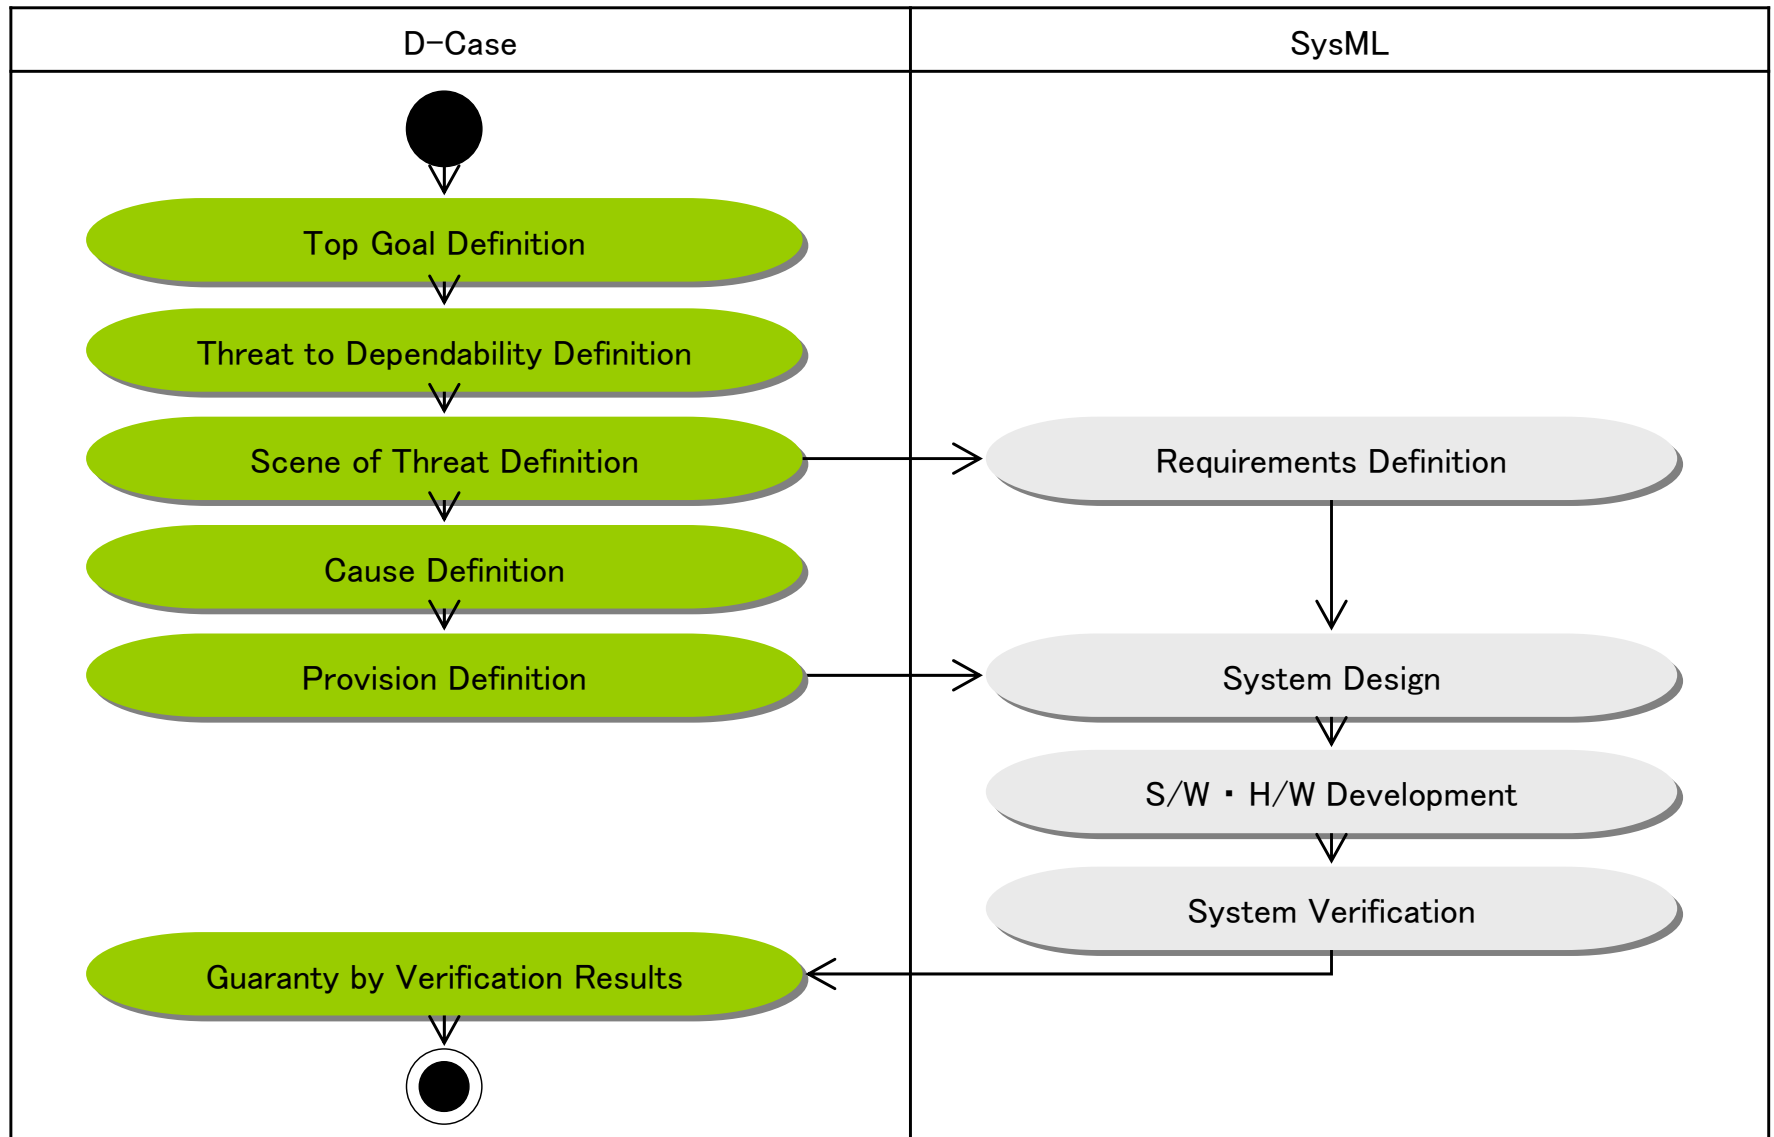 D-Case
SysML
Top Goal Definition
Threat to Dependability Definition
Scene of Threat Definition
Requirements Definition
Cause Definition
Provision Definition
System Design
S/W・H/W Development
System Verification
Guaranty by Verification Results